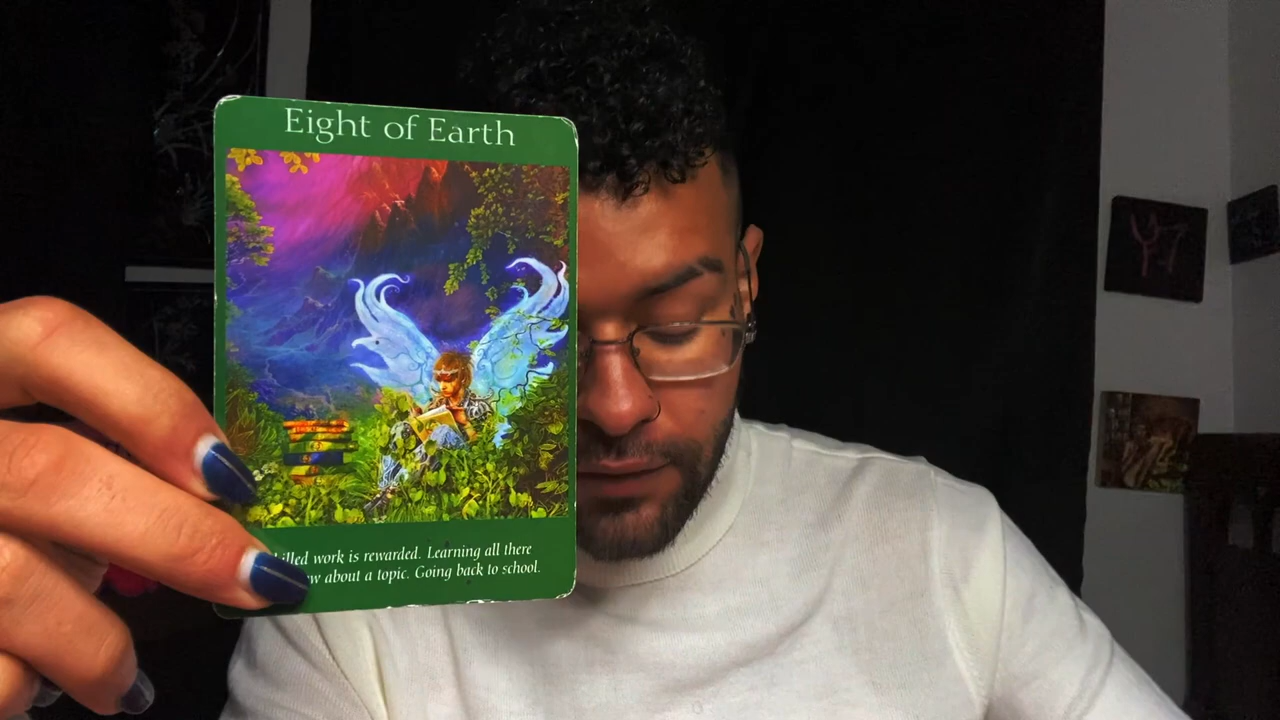 Eight of Earth
illed work is rewarded. Learning all there
about a topic. Going back to school.